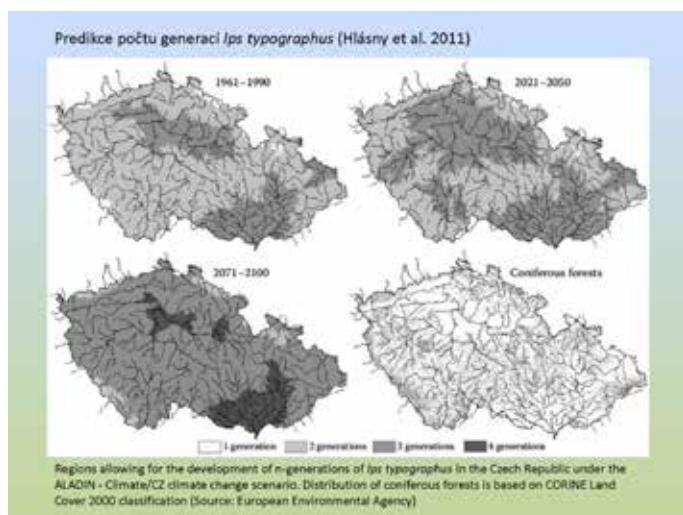 Predikce počtu generací Ips typographus (Hlásny et al. 2011)
1961–1990
2021–2050
2071–2100
Coniferous forests
1 generation
2 generations
3 generations
4 generations
Regions allowing for the development of n-generations of Ips typographus in the Czech Republic under the
ALADIN - Climate/CZ climate change scenario. Distribution of coniferous forests is based on CORINE Land
Cover 2000 classification (Source: European Environmental Agency)